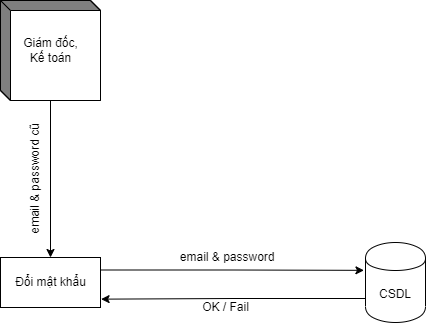 Giám đốc,
Kế toán
email & password cũ
email & password
Đổi mật khẩu
CSDL
OK / Fail